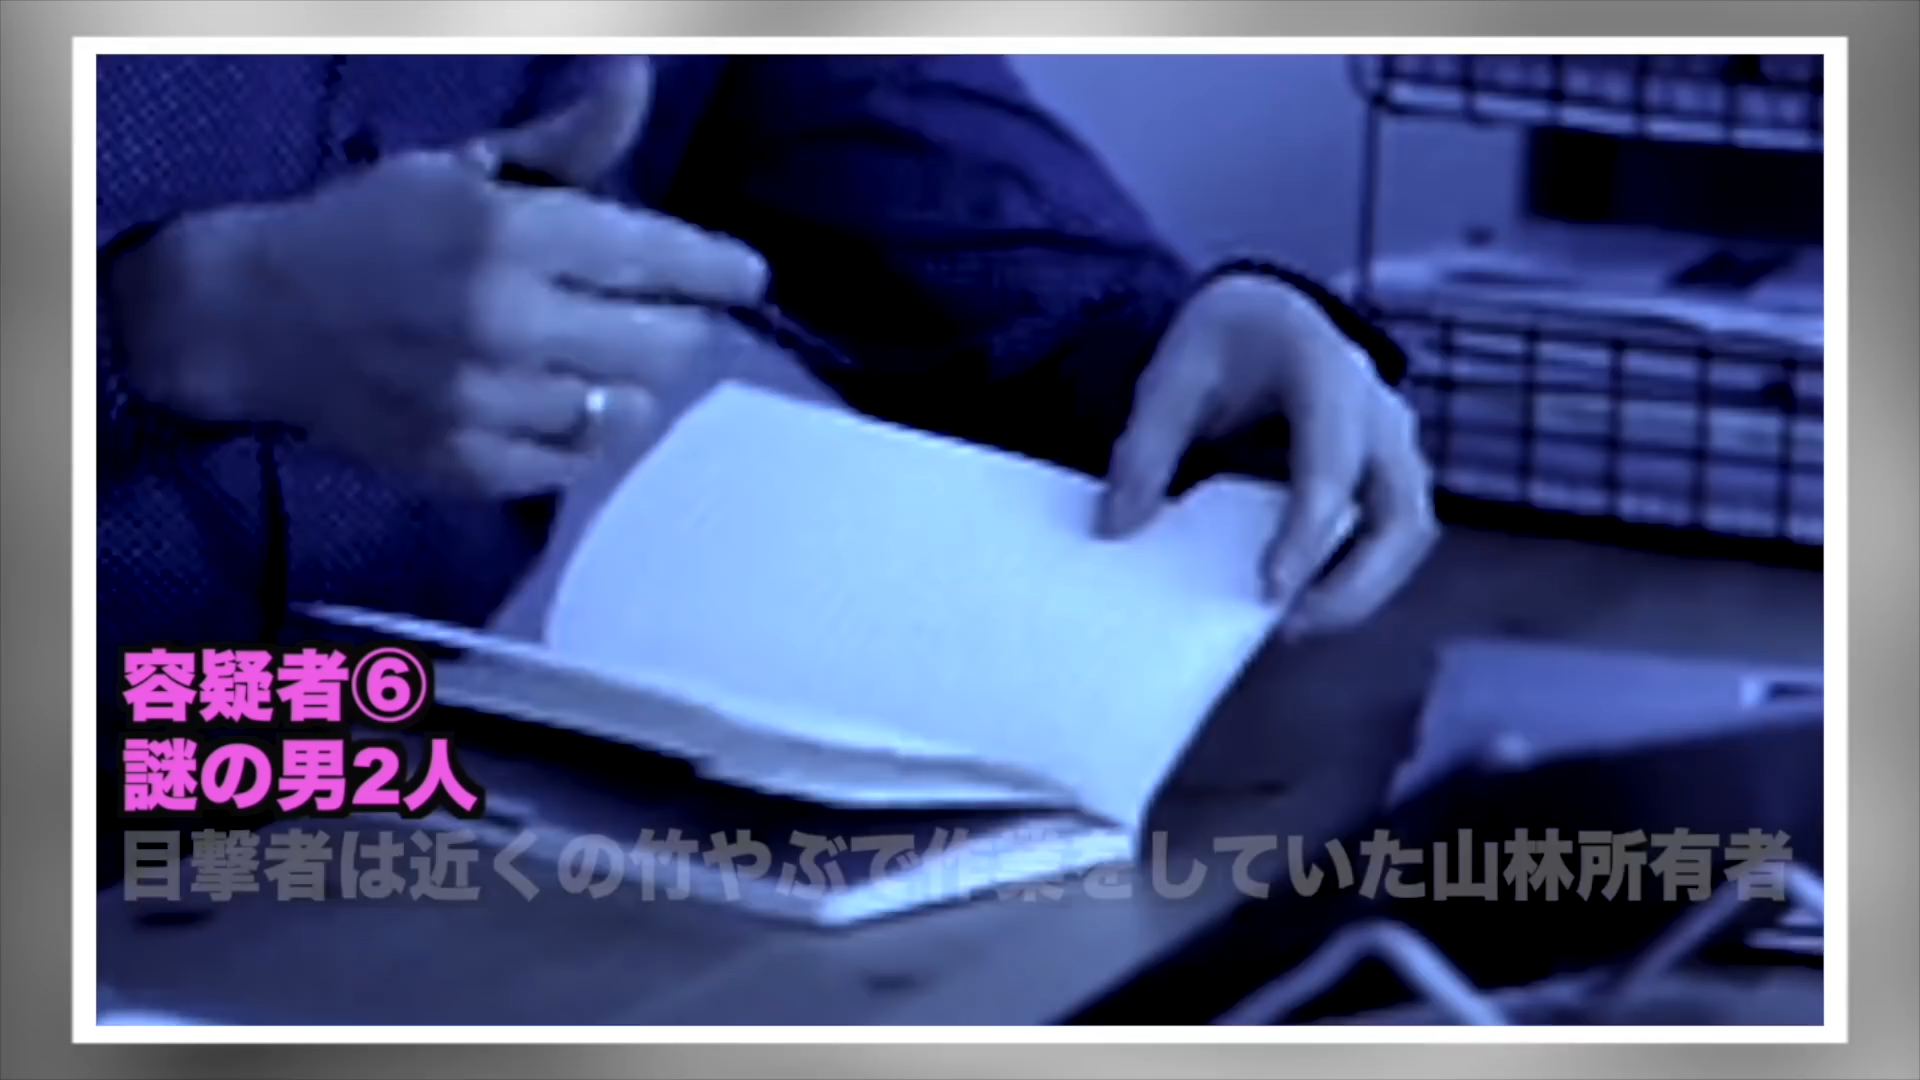 容疑者⑥
謎の男2人
目撃者は近くの竹やぶで作業をしていた山林所有者